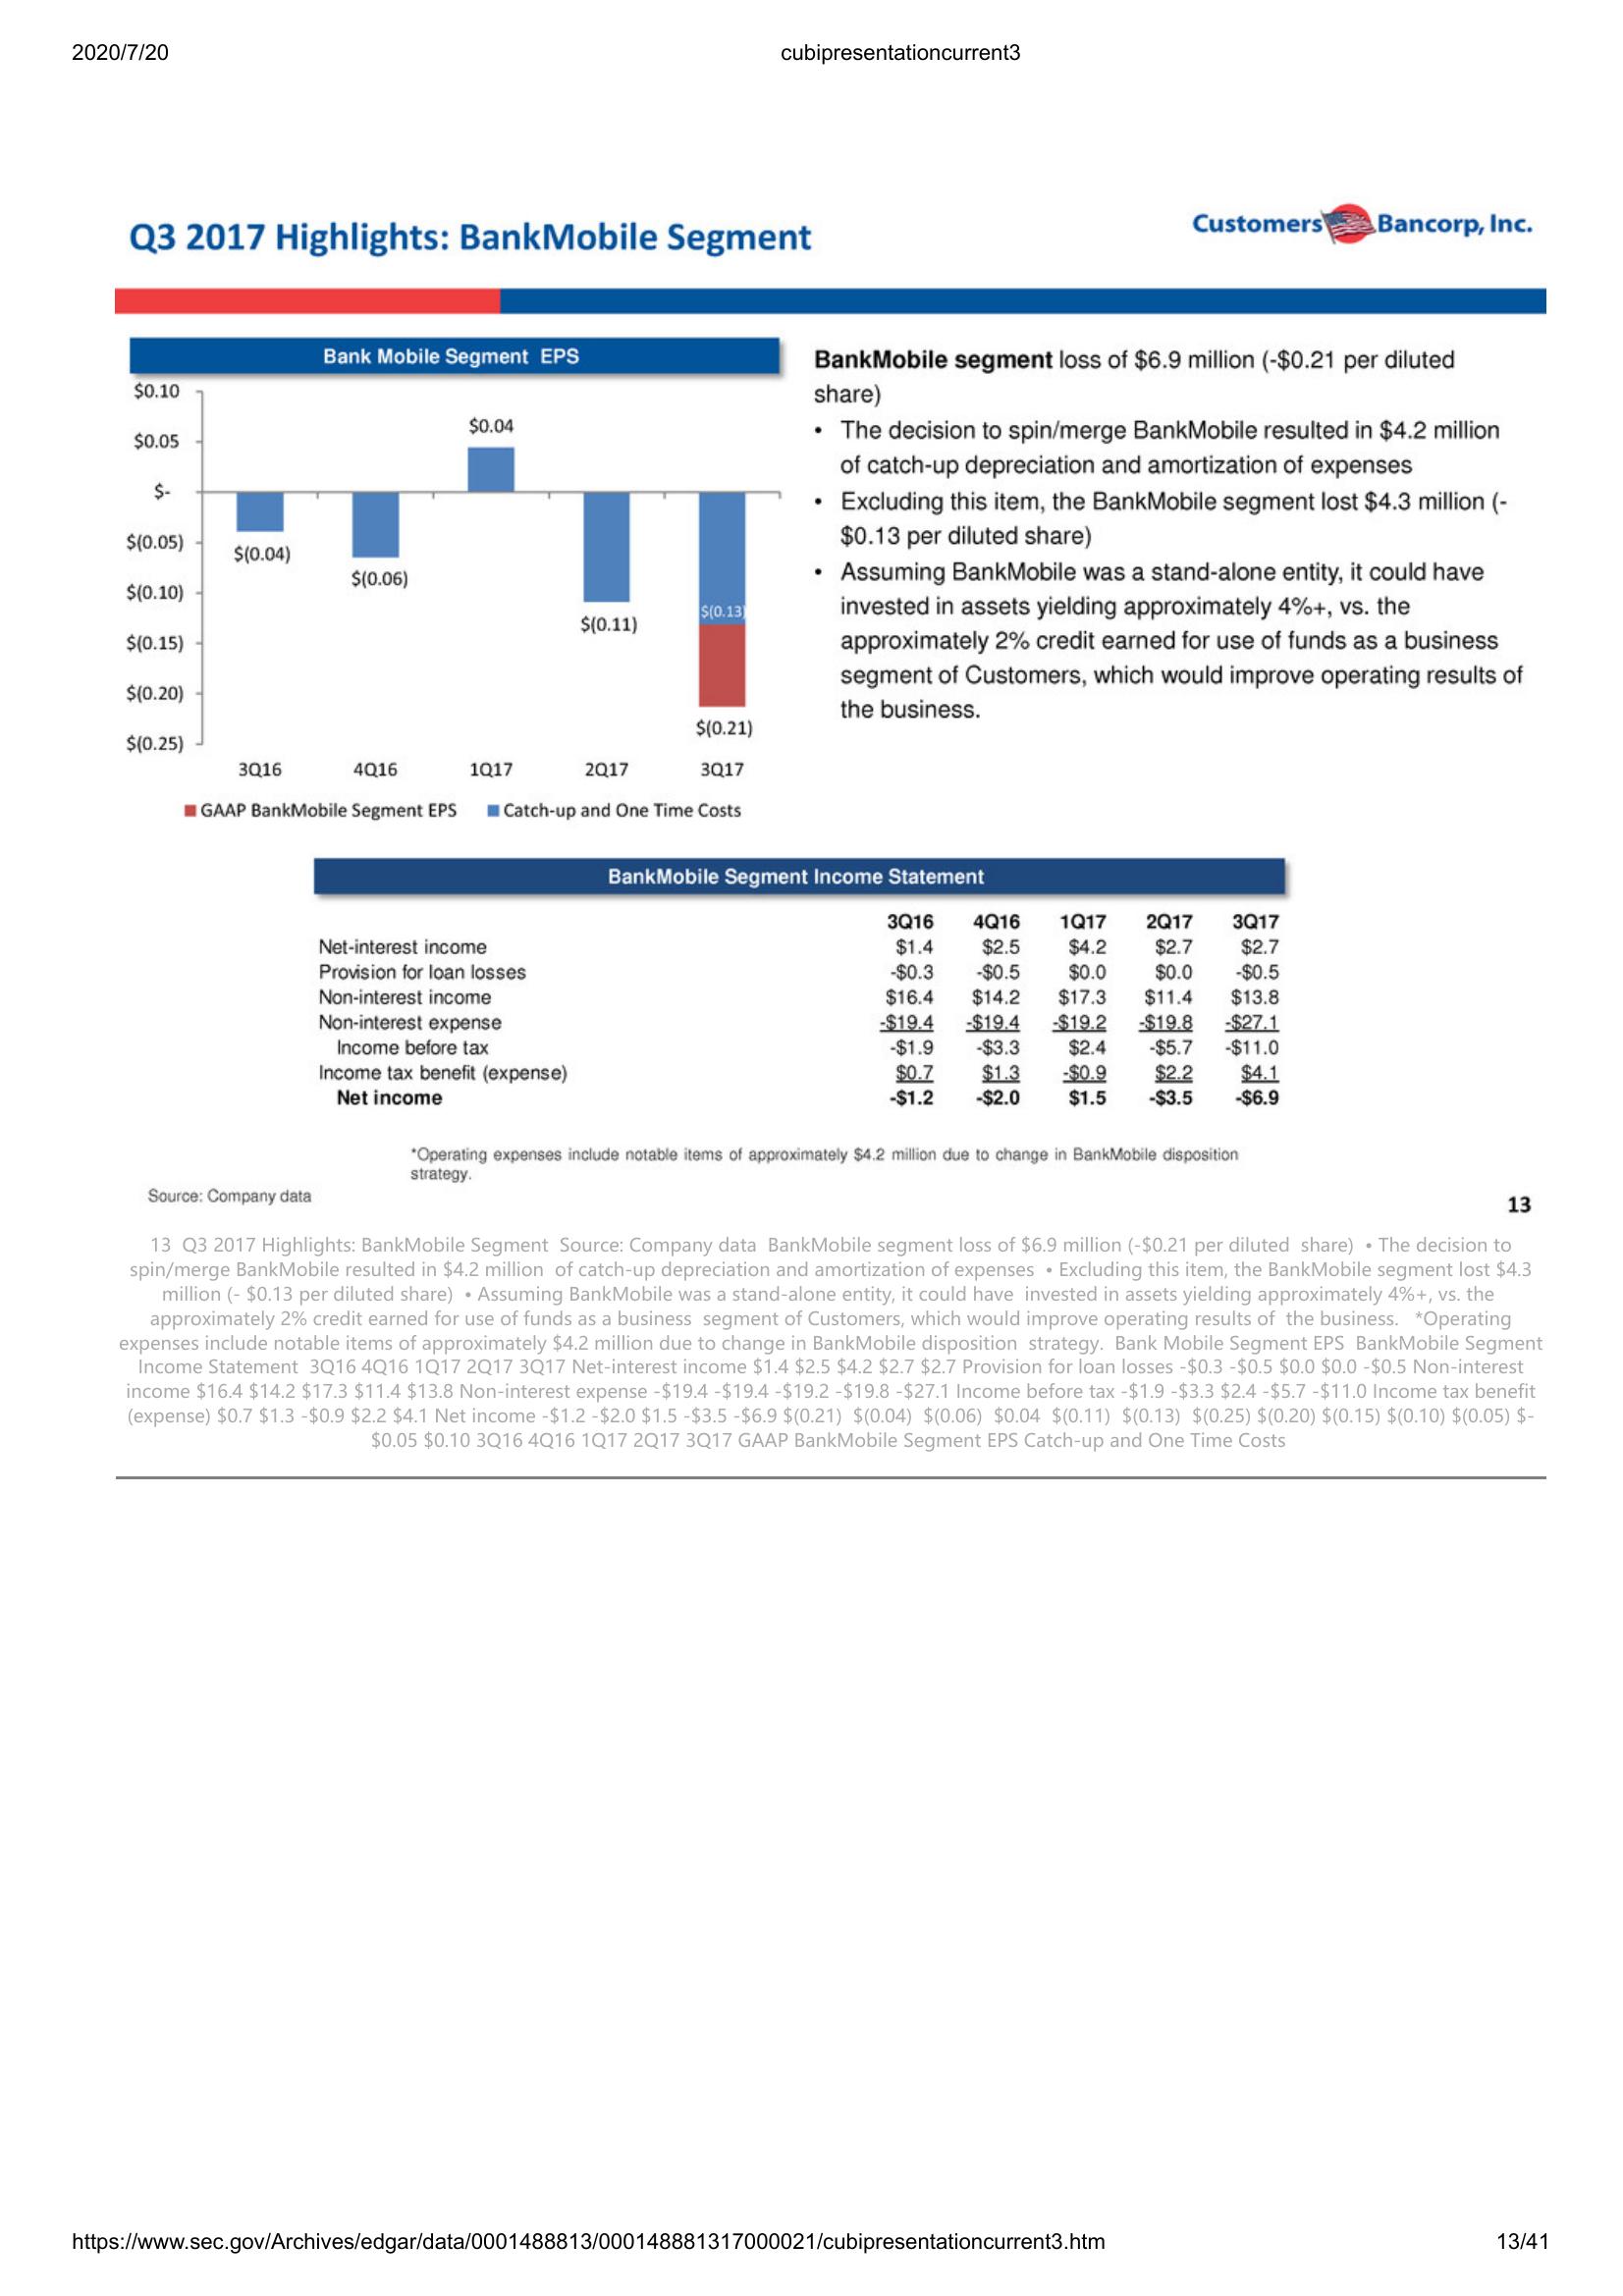 2020/7/20 cubipresentationcurrent3
Q3 2017 Highlights: BankMobile Segment
Customers Bancorp, Inc.
Bank Mobile Segment EPS
$0.10
$0.05
$-
$(0.05)
$(0.10)
$(0.15)
$(0.20)
$(0.25)
$(0.04)
$(0.06)
$0.04
$(0.11)
$(0.13)
$(0.21)
3Q16 4Q16 1Q17 2Q17 3Q17
GAAP BankMobile Segment EPS Catch-up and One Time Costs
BankMobile segment loss of $6.9 million (-$0.21 per diluted
share)
• The decision to spin/merge BankMobile resulted in $4.2 million
of catch-up depreciation and amortization of expenses
• Excluding this item, the BankMobile segment lost $4.3 million (-
$0.13 per diluted share)
• Assuming BankMobile was a stand-alone entity, it could have
invested in assets yielding approximately 4%+, vs. the
approximately 2% credit earned for use of funds as a business
segment of Customers, which would improve operating results of
the business.
BankMobile Segment Income Statement
3Q16 4Q16 1Q17 2Q17 3Q17
Net-interest income $1.4 $2.5 $4.2 $2.7 $2.7
Provision for loan losses -$0.3 -$0.5 $0.0 $0.0 -$0.5
Non-interest income $16.4 $14.2 $17.3 $11.4 $13.8
Non-interest expense -$19.4 -$19.4 -$19.2 -$19.8 -$27.1
Income before tax -$1.9 -$3.3 $2.4 -$5.7 -$11.0
Income tax benefit (expense) $0.7 $1.3 -$0.9 $2.2 $4.1
Net income -$1.2 -$2.0 $1.5 -$3.5 -$6.9
*Operating expenses include notable items of approximately $4.2 million due to change in BankMobile disposition
strategy.
Source: Company data
13
13 Q3 2017 Highlights: BankMobile Segment Source: Company data BankMobile segment loss of $6.9 million (-$0.21 per diluted share) • The decision to
spin/merge BankMobile resulted in $4.2 million of catch-up depreciation and amortization of expenses • Excluding this item, the BankMobile segment lost $4.3
million (- $0.13 per diluted share) • Assuming BankMobile was a stand-alone entity, it could have invested in assets yielding approximately 4%+, vs. the
approximately 2% credit earned for use of funds as a business segment of Customers, which would improve operating results of the business. *Operating
expenses include notable items of approximately $4.2 million due to change in BankMobile disposition strategy. Bank Mobile Segment EPS BankMobile Segment
Income Statement 3Q16 4Q16 1Q17 2Q17 3Q17 Net-interest income $1.4 $2.5 $4.2 $2.7 $2.7 Provision for loan losses -$0.3 -$0.5 $0.0 $0.0 -$0.5 Non-interest
income $16.4 $14.2 $17.3 $11.4 $13.8 Non-interest expense -$19.4 -$19.4 -$19.2 -$19.8 -$27.1 Income before tax -$1.9 -$3.3 $2.4 -$5.7 -$11.0 Income tax benefit
(expense) $0.7 $1.3 -$0.9 $2.2 $4.1 Net income -$1.2 -$2.0 $1.5 -$3.5 -$6.9 $(0.21) $(0.04) $(0.06) $0.04 $(0.11) $(0.13) $(0.25) $(0.20) $(0.15) $(0.10) $(0.05) $-
$0.05 $0.10 3Q16 4Q16 1Q17 2Q17 3Q17 GAAP BankMobile Segment EPS Catch-up and One Time Costs
https://www.sec.gov/Archives/edgar/data/0001488813/000148881317000021/cubipresentationcurrent3.htm 13/41